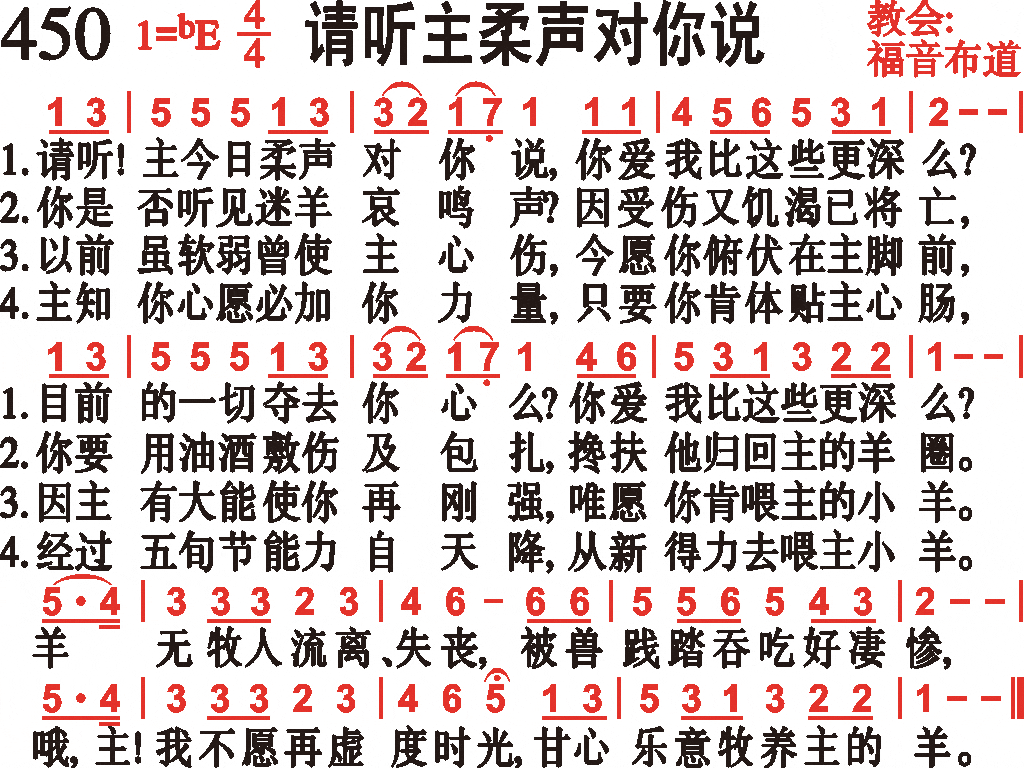 450 1=bE 4/4 请听主柔声对你说 教会:
福音布道
1 3 | 5 5 5 1 3 | 3 2 1 7 1 1 1 | 4 5 6 5 3 1 | 2 - - |
1.请听! 主今日柔声 对 你 说, 你爱我比这些更深 么?
2.你是 否听见迷羊 哀 鸣 声? 因受伤又饥渴已将 亡,
3.以前 虽软弱曾使 主 心 伤, 今愿你俯伏在主脚 前,
4.主知 你心愿必加 你 力 量, 只要你肯体贴主心 肠,
1 3 | 5 5 5 1 3 | 3 2 1 7 1 4 6 | 5 3 1 3 2 2 | 1 - - |
1.目前 的一切夺去 你 心 么? 你爱 我比这些更深 么?
2.你要 用油酒敷伤 及 包 扎, 搀扶 他归回主的羊 圈。
3.因主 有大能使你 再 刚 强, 唯愿 你肯喂主的小 羊。
4.经过 五旬节能力 自 天 降, 从新 得力去喂主小 羊。
5 · 4 | 3 3 3 2 3 | 4 6 - 6 6 | 5 5 6 5 4 3 | 2 - - |
羊 无牧人流离、失丧, 被兽 践踏吞吃好凄 惨,
5 · 4 | 3 3 3 2 3 | 4 6 5 1 3 | 5 3 1 3 2 2 | 1 - - ‖
哦, 主! 我不愿再虚 度时光, 甘心 乐意牧养主的 羊。